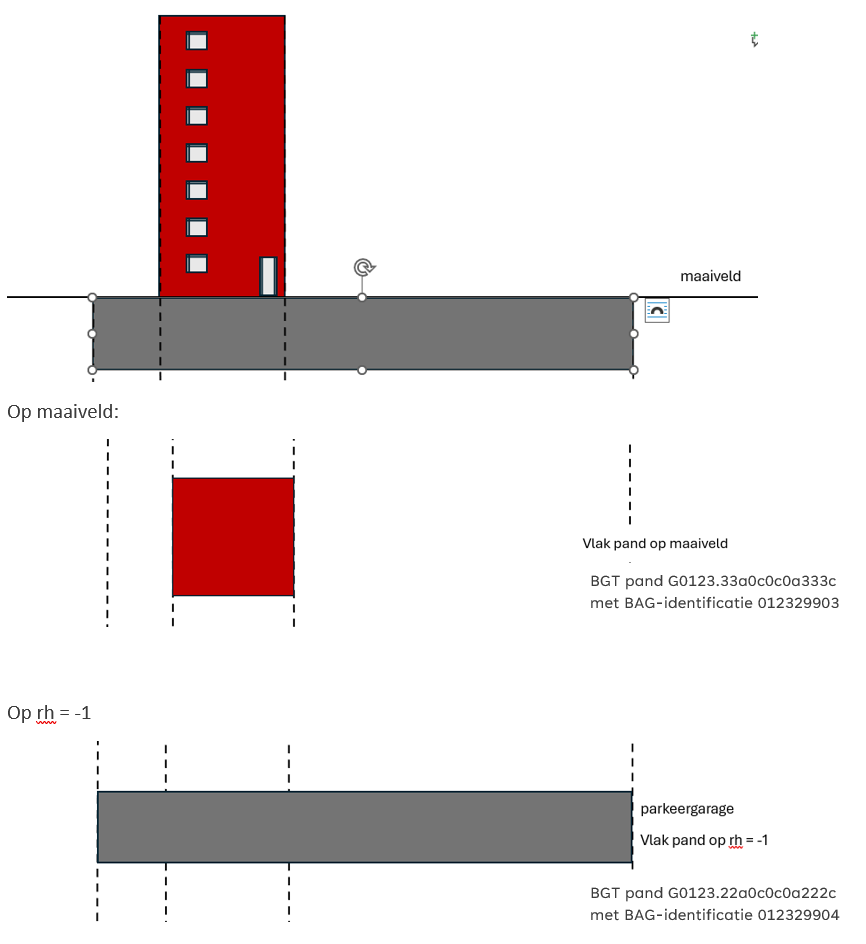 maaiveld
Op maaiveld:
Vlak pand op maaiveld
BGT pand G0123.33a0c0c0a333c
met BAG-identificatie 012329903
Op rh = -1
parkeergarage
Vlak pand op rh = -1
BGT pand G0123.22a0c0c0a222c
met BAG-identificatie 012329904